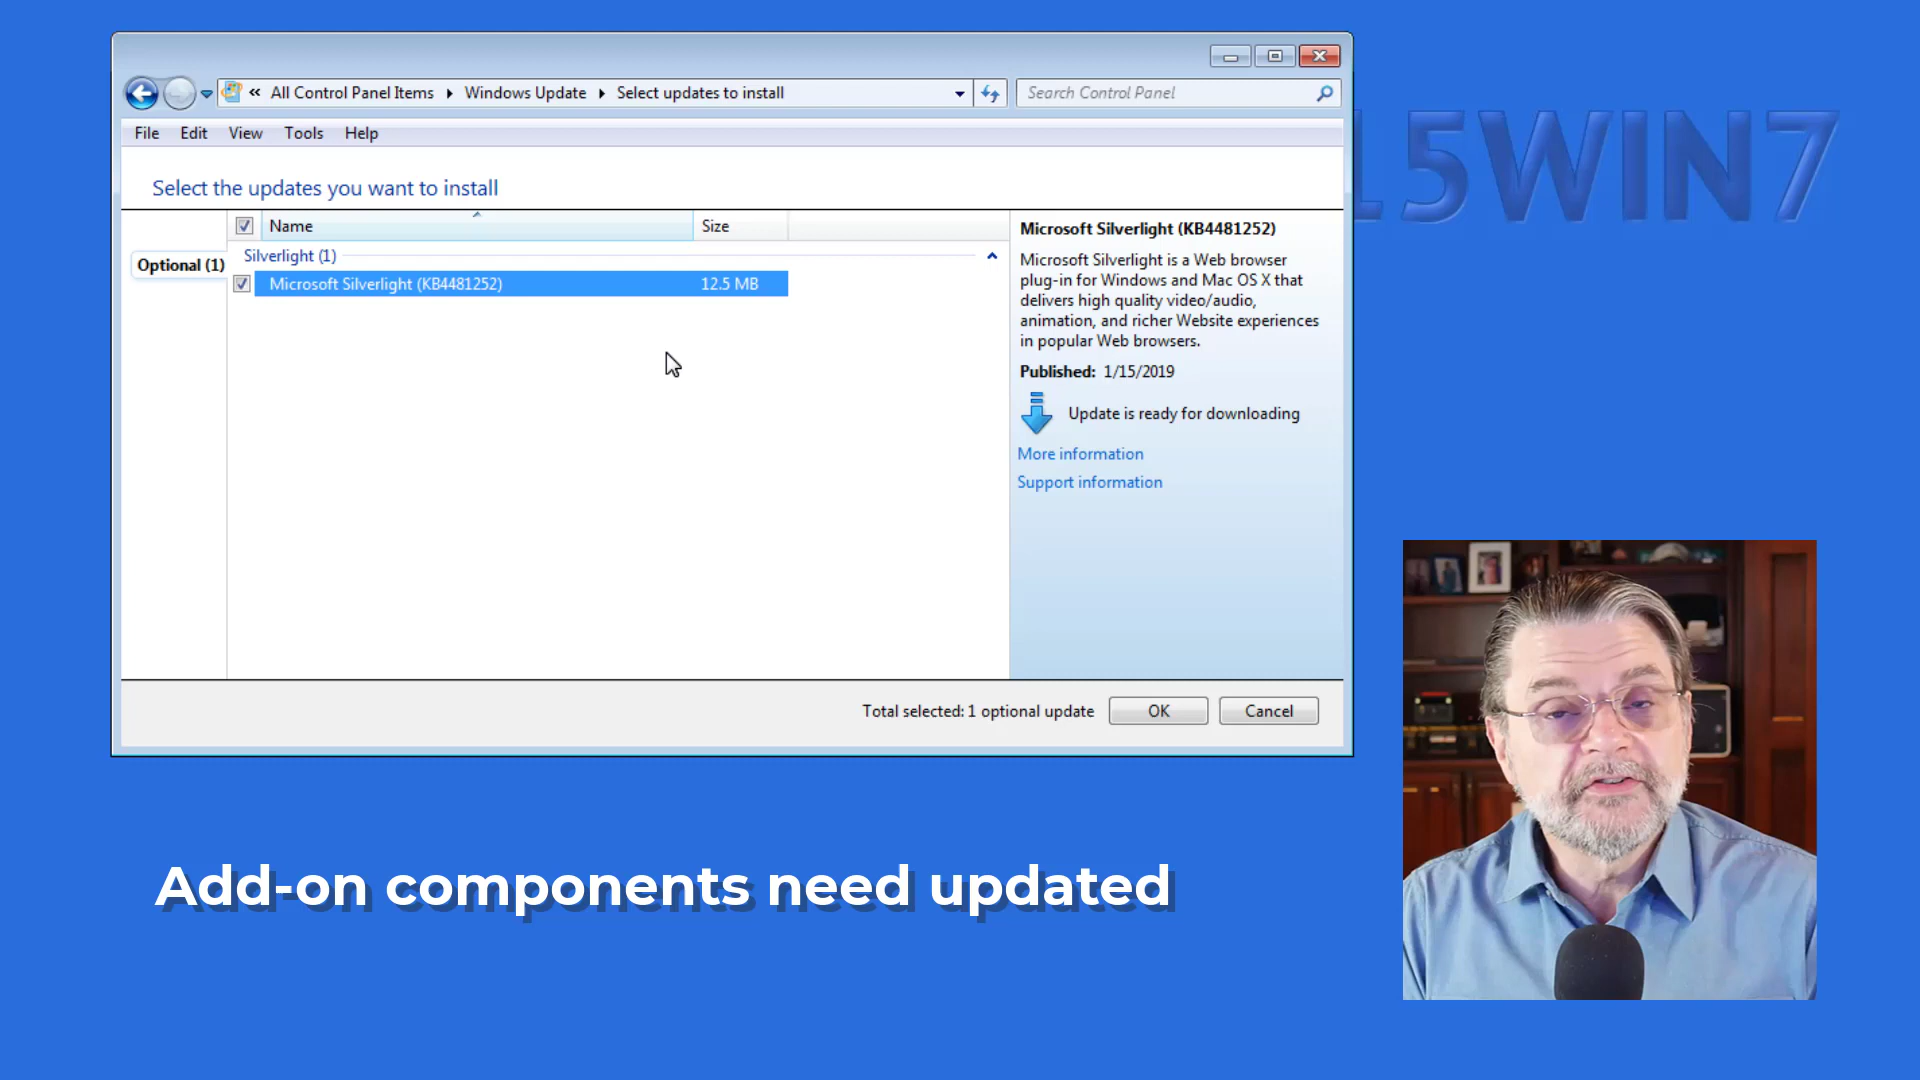 « All Control Panel Items ▸ Windows Update ▸ Select updates to install
Search Control Panel
File Edit View Tools Help
L5WIN7
Select the updates you want to install
Name Size
Optional (1)
Silverlight (1)
Microsoft Silverlight (KB4481252) 12.5 MB
Microsoft Silverlight (KB4481252)
Microsoft Silverlight is a Web browser
plug-in for Windows and Mac OS X that
delivers high quality video/audio,
animation, and richer Website experiences
in popular Web browsers.
Published: 1/15/2019
Update is ready for downloading
More information
Support information
Total selected: 1 optional update OK Cancel
Add-on components need updated